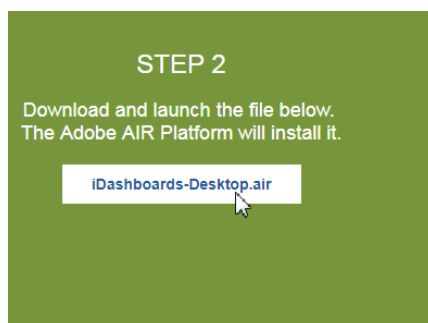 STEP 2
Download and launch the file below.
The Adobe AIR Platform will install it.
iDashboards-Desktop.air